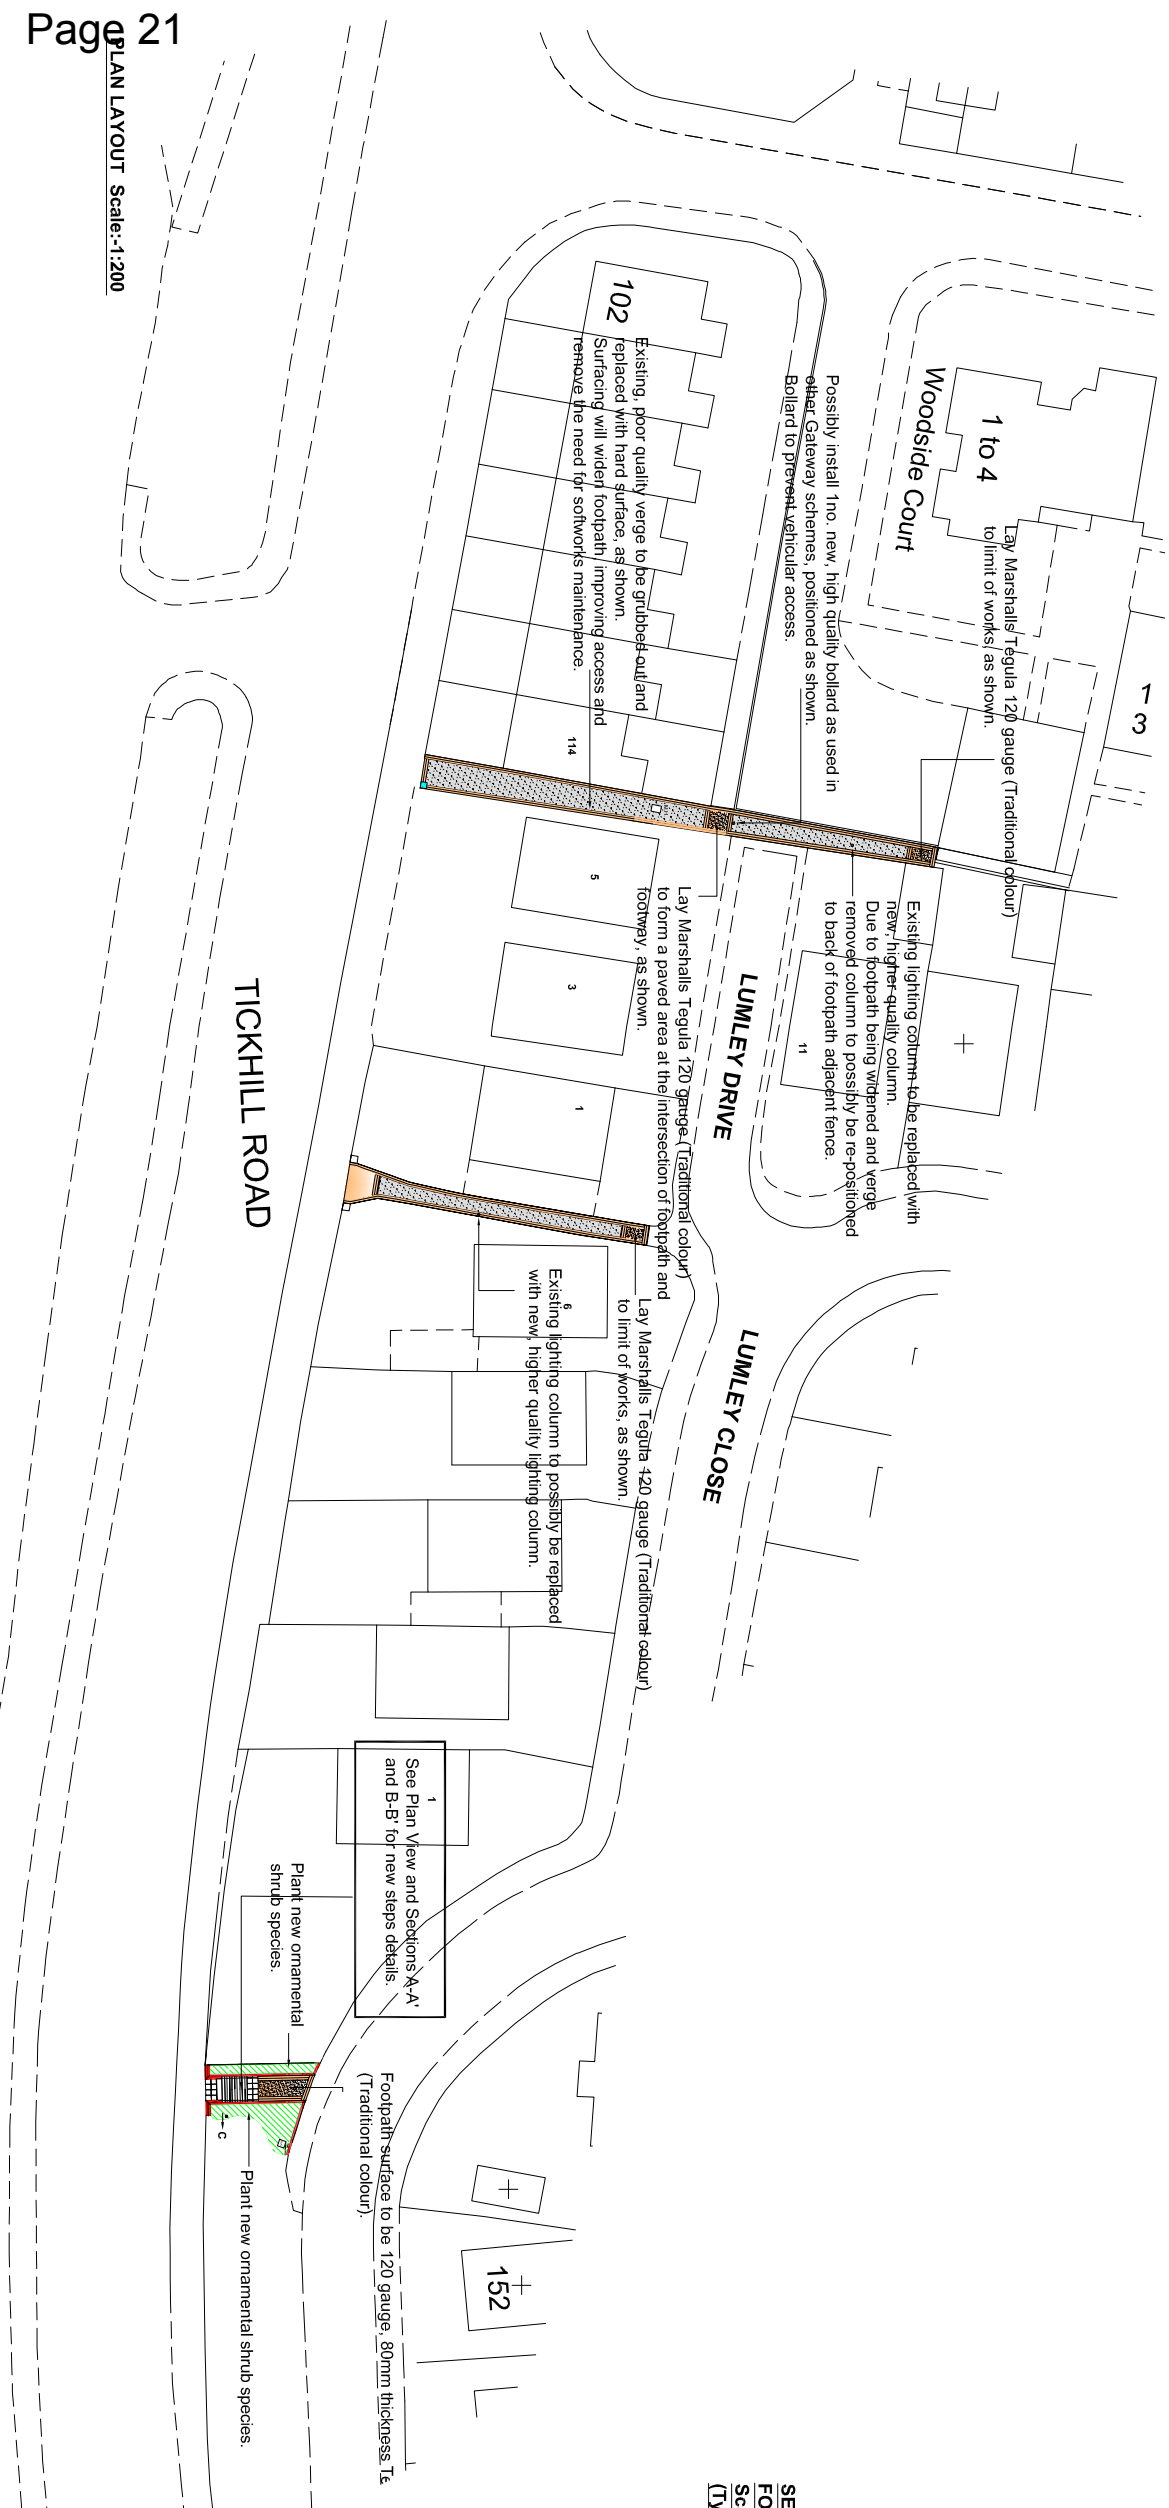 Page 21
PLAN LAYOUT Scale:-1:200
102
Existing, poor quality verge to be grubbed out and
replaced with hard surface, as shown.
Surfacing will widen footpath improving access and
remove the need for softworks maintenance.
Possibly install 1no. new, high quality bollard as used in
other Gateway schemes, positioned as shown.
Bollard to prevent vehicular access.
Woodside Court
1 to 4
Lay Marshalls Tegula 120 gauge (Traditional colour)
to limit of works, as shown.
1
3
114
5
3
1
11
Existing lighting column to be replaced with
new, higher quality column.
Due to footpath being widened and verge
removed column to possibly be re-positioned
to back of footpath adjacent fence.
Lay Marshalls Tegula 120 gauge (Traditional colour)
to form a paved area at the intersection of footpath and
footway, as shown.
LUMLEY DRIVE
TICKHILL ROAD
6
Existing lighting column to possibly be replaced
with new, higher quality lighting column.
Lay Marshalls Tegula 120 gauge (Traditional colour)
to limit of works, as shown.
LUMLEY CLOSE
1
See Plan View and Sections A-A'
and B-B' for new steps details.
Plant new ornamental
shrub species.
c
Plant new ornamental shrub species.
Footpath surface to be 120 gauge, 80mm thickness Te
(Traditional colour).
152
SE
FO
Sc
(Ty